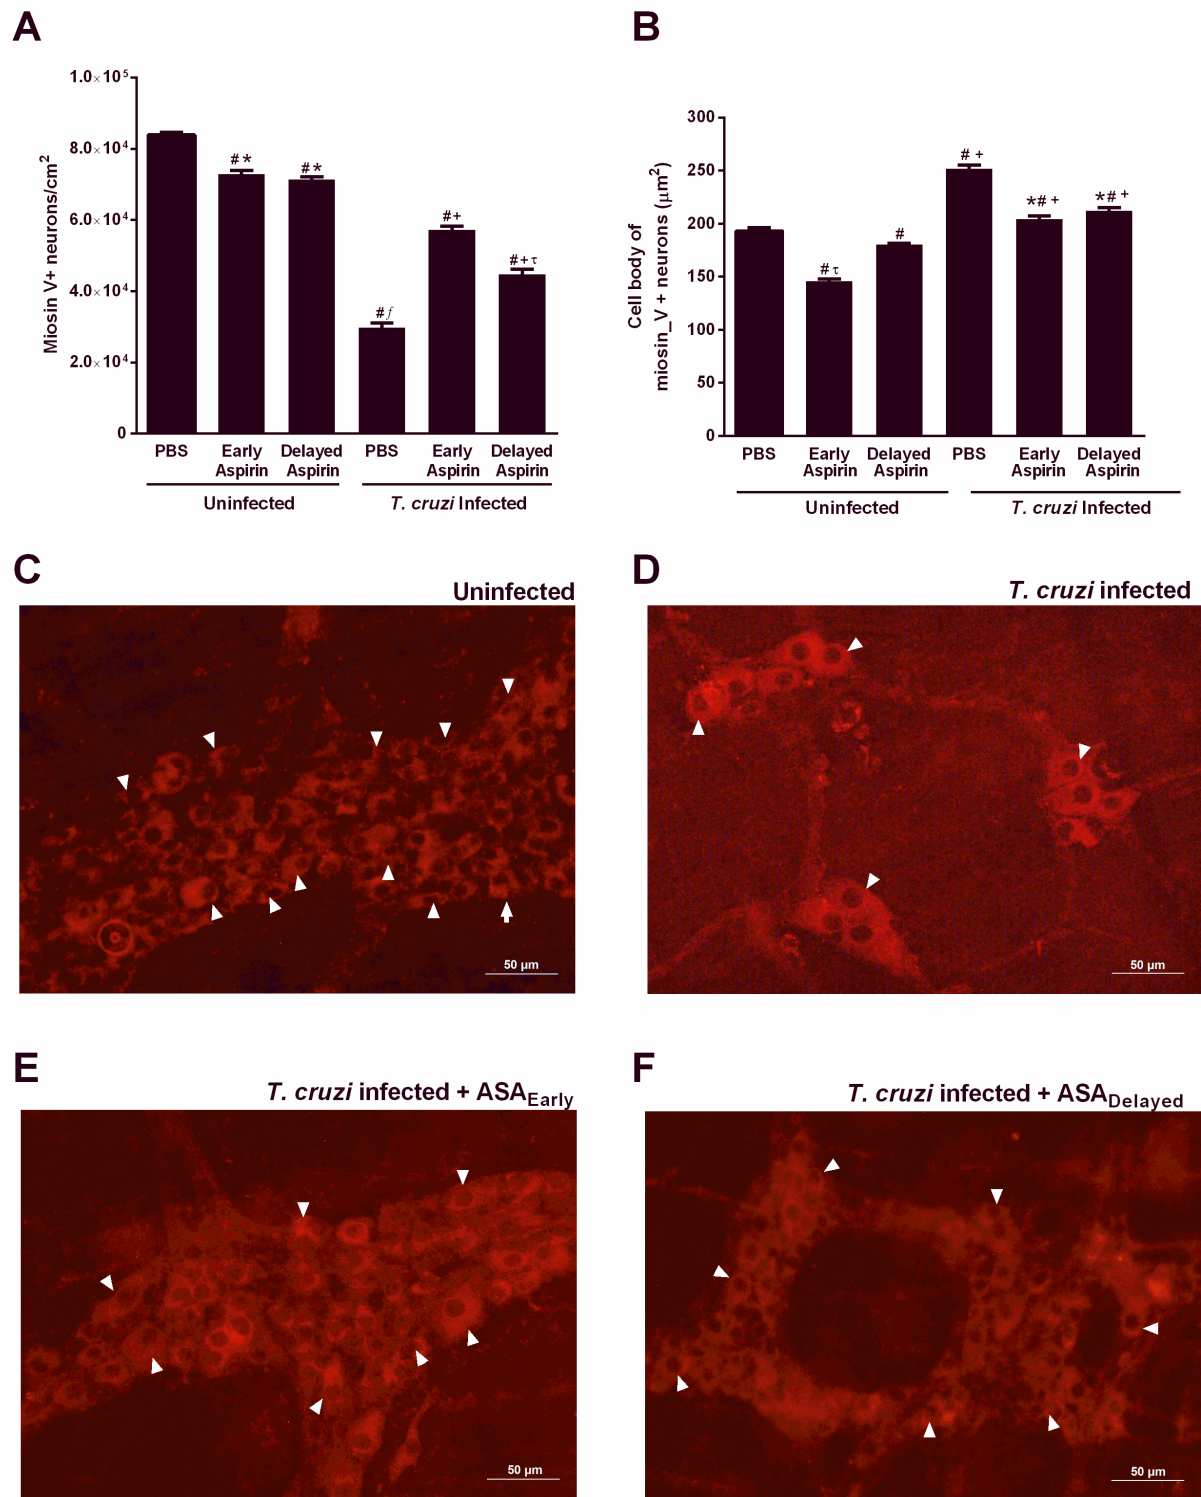 A
Miosin V+ neurons/cm2
1.0×105
8.0×104
6.0×104
4.0×104
2.0×104
0
#*
#*
#f
#+
#+τ
PBS
Early Aspirin
Delayed Aspirin
PBS
Early Aspirin
Delayed Aspirin
Uninfected
T. cruzi Infected
B
Cell body of
miosin_V + neurons (µm2)
300
250
200
150
100
50
0
#τ
#
# +
*# +
*# +
PBS
Early Aspirin
Delayed Aspirin
PBS
Early Aspirin
Delayed Aspirin
Uninfected
T. cruzi Infected
C
Uninfected
50 µm
D
T. cruzi infected
50 µm
E
T. cruzi infected + ASAEarly
50 µm
F
T. cruzi infected + ASADelayed
50 µm